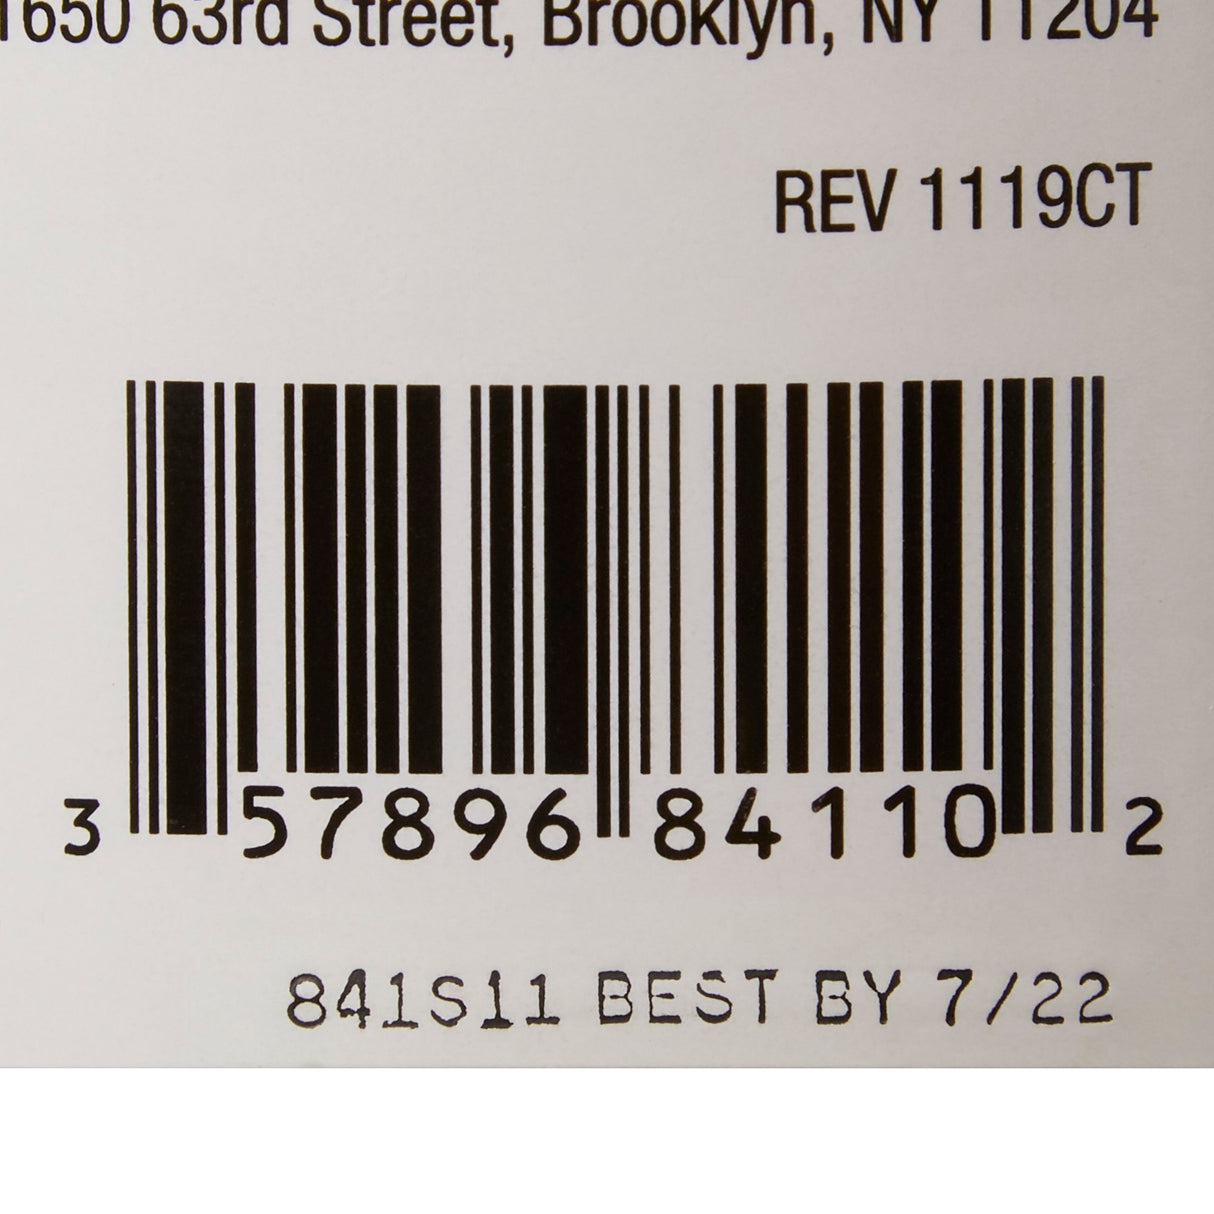 1650 63rd Street, Brooklyn, NY 11204
REV 1119CT
3 57896 84110 2
841S11 BEST BY 7/22